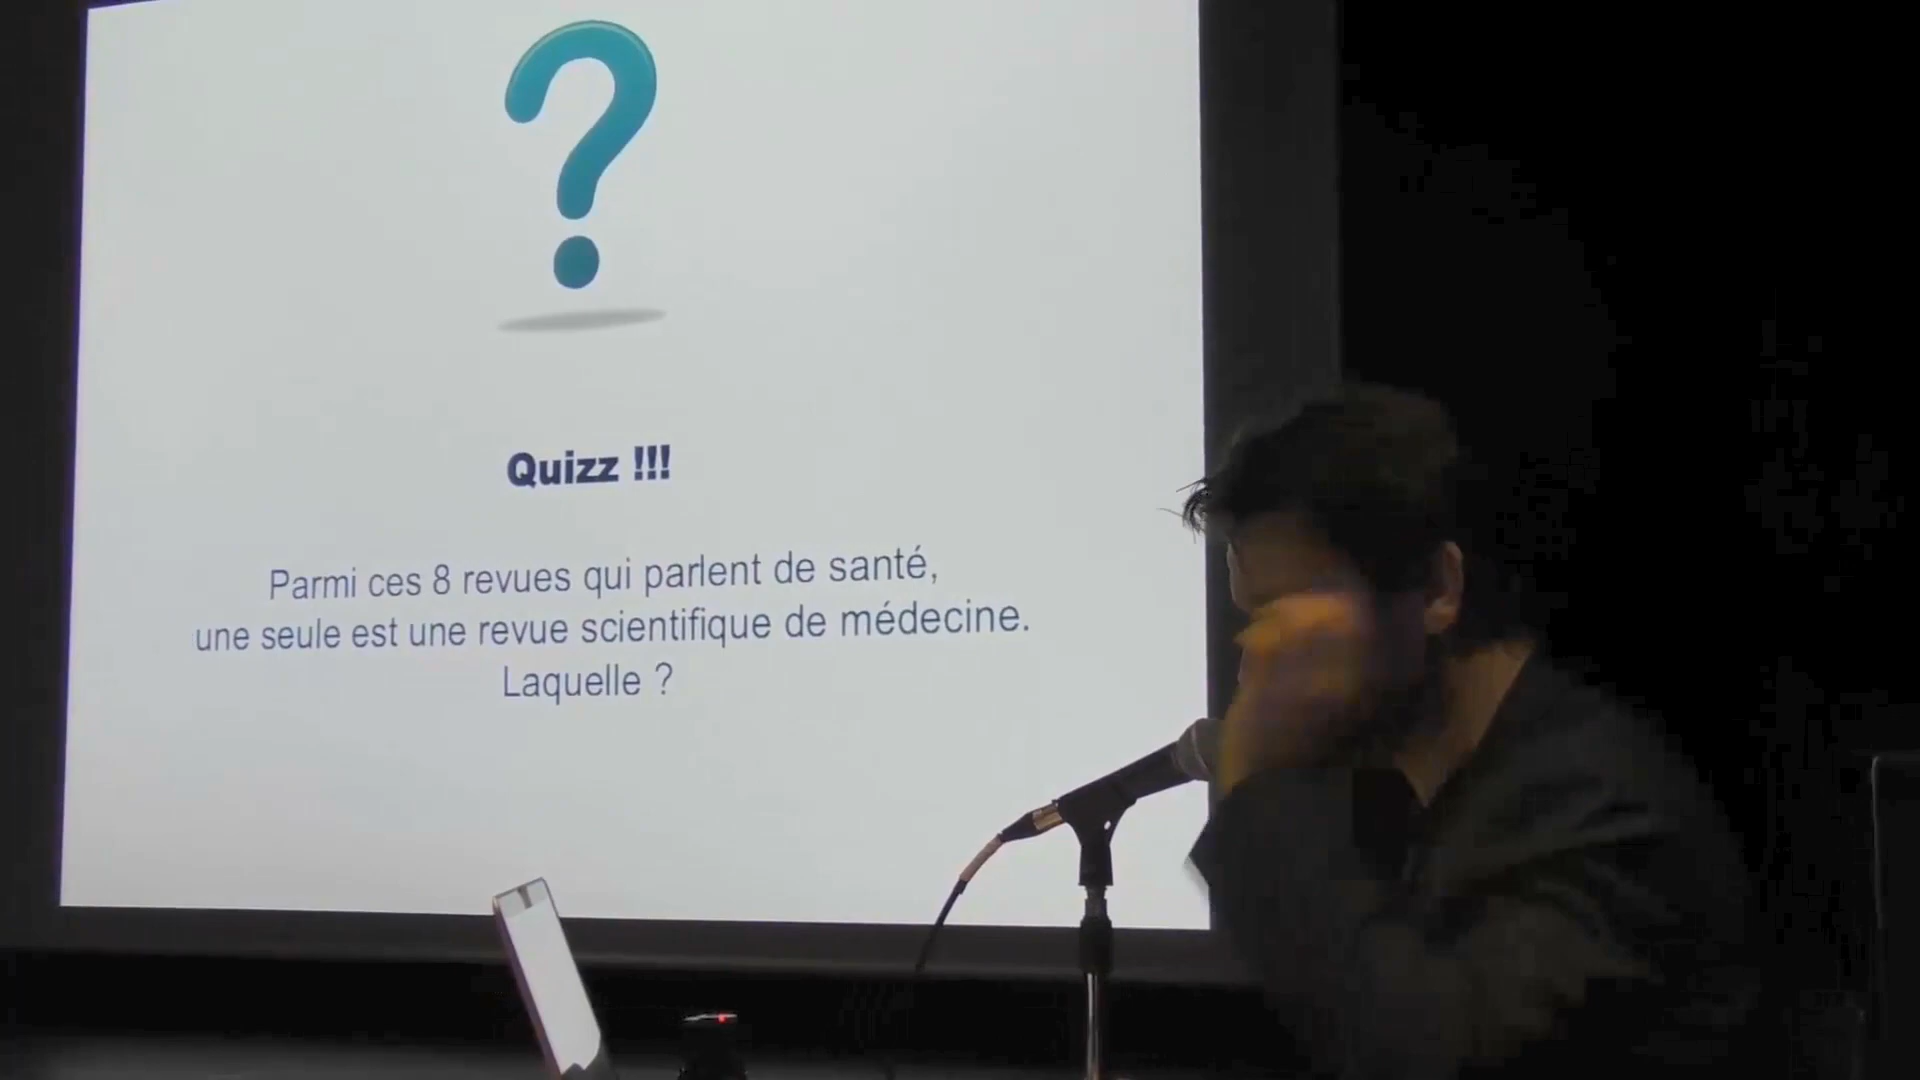 ?
Quizz !!!
Parmi ces 8 revues qui parlent de santé,
une seule est une revue scientifique de médecine.
Laquelle ?